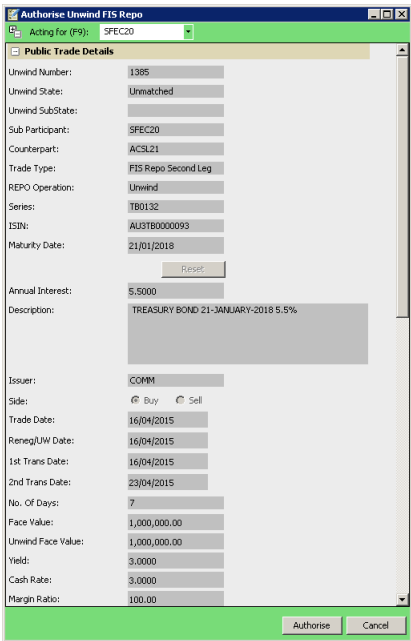 Authorise Unwind FIS Repo
Acting for (F9): SFEC20
Public Trade Details
Unwind Number: 1385
Unwind State: Unmatched
Unwind SubState:
Sub Participant: SFEC20
Counterpart: ACSL21
Trade Type: FIS Repo Second Leg
REPO Operation: Unwind
Series: TB0132
ISIN: AU3TB0000093
Maturity Date: 21/01/2018
Reset
Annual Interest: 5.5000
Description: TREASURY BOND 21-JANUARY-2018 5.5%
Issuer: COMM
Side: Buy Sell
Trade Date: 16/04/2015
Reneg/UW Date: 16/04/2015
1st Trans Date: 16/04/2015
2nd Trans Date: 23/04/2015
No. Of Days: 7
Face Value: 1,000,000.00
Unwind Face Value: 1,000,000.00
Yield: 3.0000
Cash Rate: 3.0000
Margin Ratio: 100.00
Authorise Cancel